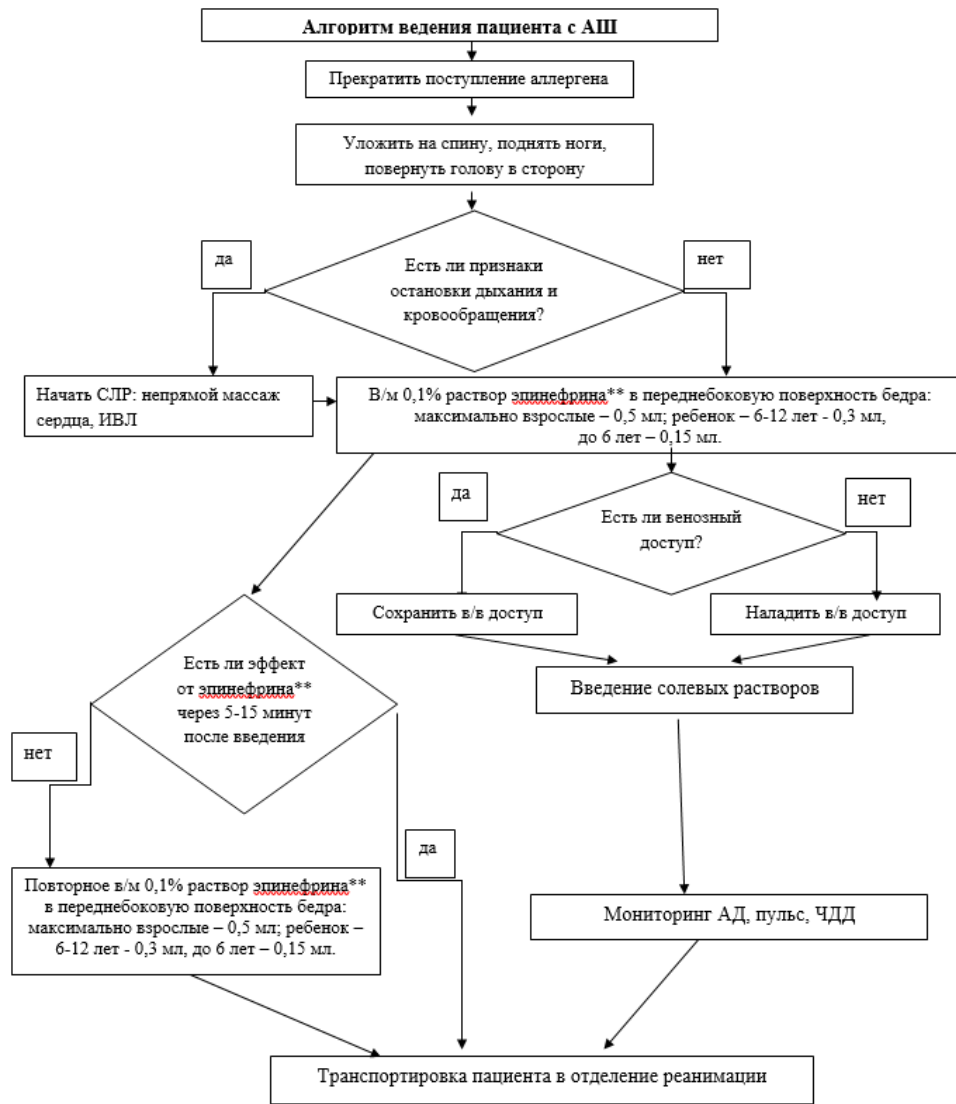 Алгоритм ведения пациента с АШ
Прекратить поступление аллергена
Уложить на спину, поднять ноги,
повернуть голову в сторону
да
Есть ли признаки
остановки дыхания и
кровообращения?
нет
Начать СЛР: непрямой массаж
сердца, ИВЛ
В/м 0,1% раствор эпинефрина** в переднебоковую поверхность бедра:
максимально взрослые – 0,5 мл; ребенок – 6-12 лет - 0,3 мл,
до 6 лет – 0,15 мл.
да
Есть ли венозный
доступ?
нет
Сохранить в/в доступ
Наладить в/в доступ
Есть ли эффект
от эпинефрина**
через 5-15 минут
после введения
Введение солевых растворов
нет
да
Повторное в/м 0,1% раствор эпинефрина**
в переднебоковую поверхность бедра:
максимально взрослые – 0,5 мл; ребенок –
6-12 лет - 0,3 мл, до 6 лет – 0,15 мл.
Мониторинг АД, пульс, ЧДД
Транспортировка пациента в отделение реанимации